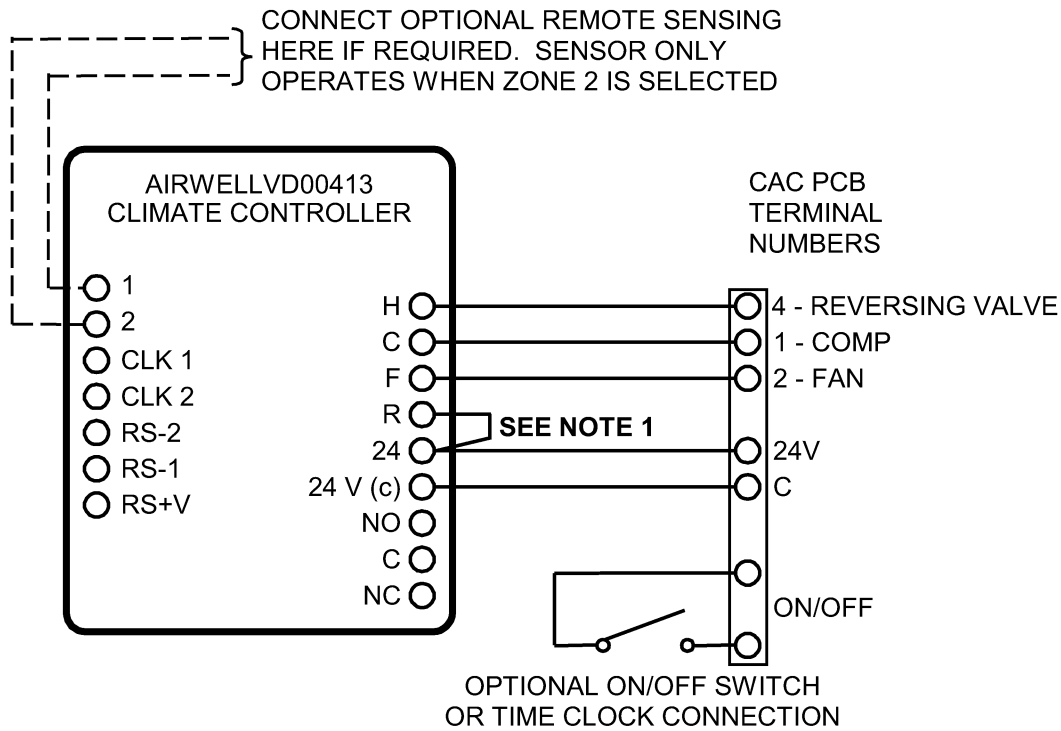 CONNECT OPTIONAL REMOTE SENSING
HERE IF REQUIRED. SENSOR ONLY
OPERATES WHEN ZONE 2 IS SELECTED
AIRWELLVD00413
CLIMATE CONTROLLER
CAC PCB
TERMINAL
NUMBERS
1
2
CLK 1
CLK 2
RS-2
RS-1
RS+V
H
C
F
R
24
24 V (c)
NO
C
NC
SEE NOTE 1
4 - REVERSING VALVE
1 - COMP
2 - FAN
24V
C
ON/OFF
OPTIONAL ON/OFF SWITCH
OR TIME CLOCK CONNECTION